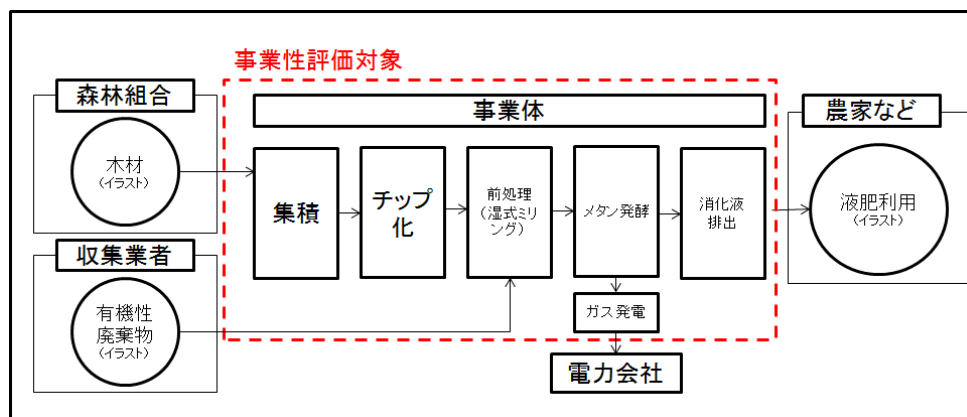 事業性評価対象
森林組合
木材
(イラスト)
収集業者
有機性
廃棄物
(イラスト)
事業体
集積
チップ
化
前処理
(湿式ミリ
ング)
メタン発酵
消化液
排出
ガス発電
電力会社
農家など
液肥利用
(イラスト)